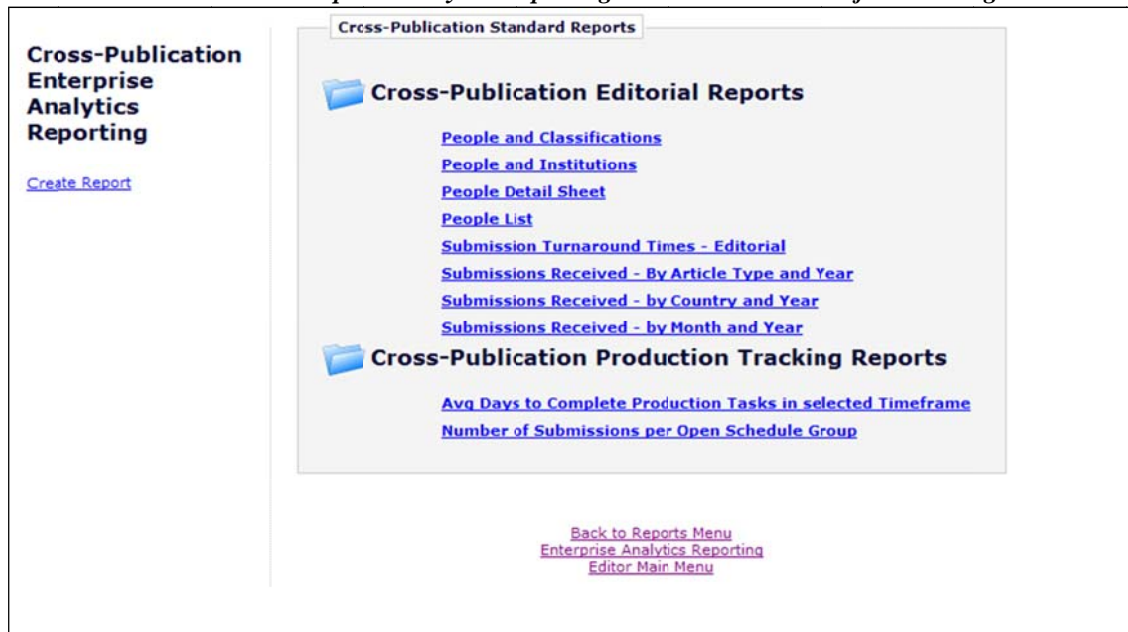 Cross-Publication
Enterprise
Analytics
Reporting
Create Report
Cross-Publication Standard Reports
Cross-Publication Editorial Reports
People and Classifications
People and Institutions
People Detail Sheet
People List
Submission Turnaround Times - Editorial
Submissions Received - By Article Type and Year
Submissions Received - by Country and Year
Submissions Received - by Month and Year
Cross-Publication Production Tracking Reports
Avg Days to Complete Production Tasks in selected Timeframe
Number of Submissions per Open Schedule Group
Back to Reports Menu
Enterprise Analytics Reporting
Editor Main Menu